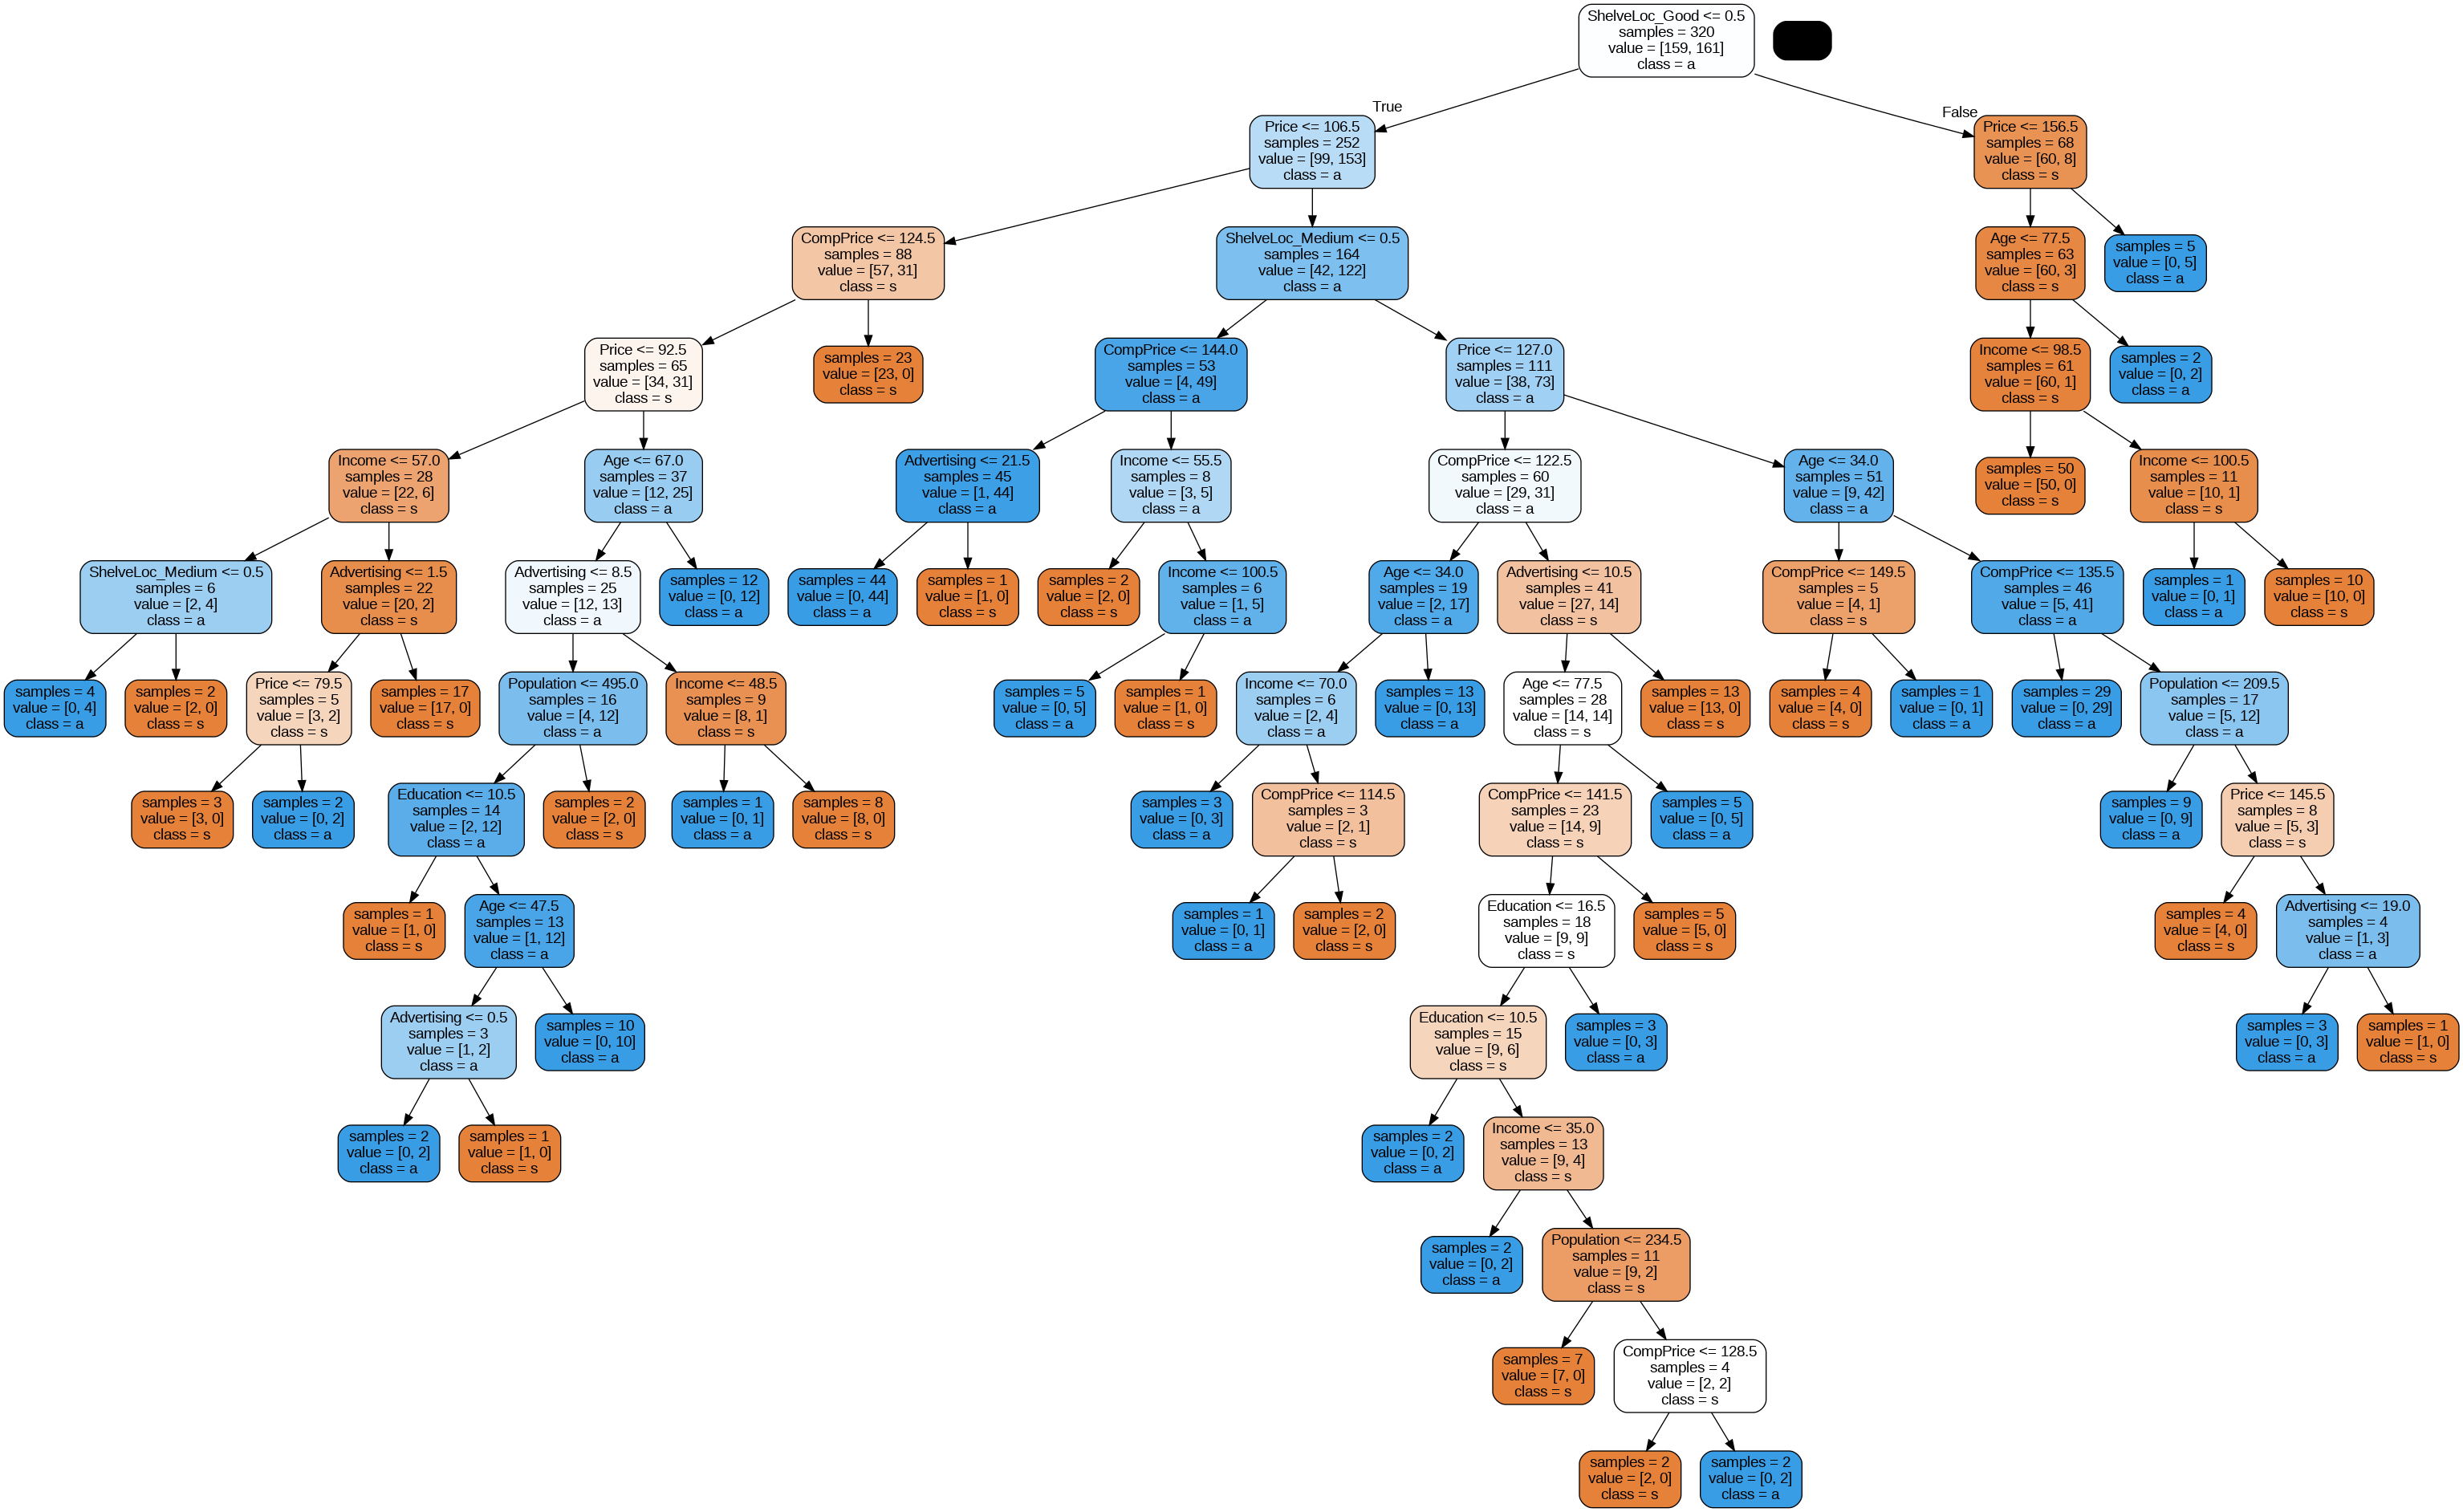 ShelveLoc_Good <= 0.5
samples = 320
value = [159, 161]
class = a
True
False
Price <= 106.5
samples = 252
value = [99, 153]
class = a
Price <= 156.5
samples = 68
value = [60, 8]
class = s
CompPrice <= 124.5
samples = 88
value = [57, 31]
class = s
ShelveLoc_Medium <= 0.5
samples = 164
value = [42, 122]
class = a
Age <= 77.5
samples = 63
value = [60, 3]
class = s
samples = 5
value = [0, 5]
class = a
Price <= 92.5
samples = 65
value = [34, 31]
class = s
samples = 23
value = [23, 0]
class = s
CompPrice <= 144.0
samples = 53
value = [4, 49]
class = a
Price <= 127.0
samples = 111
value = [38, 73]
class = a
Income <= 98.5
samples = 61
value = [60, 1]
class = s
samples = 2
value = [0, 2]
class = a
Income <= 57.0
samples = 28
value = [22, 6]
class = s
Age <= 67.0
samples = 37
value = [12, 25]
class = a
Advertising <= 21.5
samples = 45
value = [1, 44]
class = a
Income <= 55.5
samples = 8
value = [3, 5]
class = a
CompPrice <= 122.5
samples = 60
value = [29, 31]
class = a
Age <= 34.0
samples = 51
value = [9, 42]
class = a
samples = 50
value = [50, 0]
class = s
Income <= 100.5
samples = 11
value = [10, 1]
class = s
ShelveLoc_Medium <= 0.5
samples = 6
value = [2, 4]
class = a
Advertising <= 1.5
samples = 22
value = [20, 2]
class = s
Advertising <= 8.5
samples = 25
value = [12, 13]
class = a
samples = 12
value = [0, 12]
class = a
samples = 44
value = [0, 44]
class = a
samples = 1
value = [1, 0]
class = s
samples = 2
value = [2, 0]
class = s
Income <= 100.5
samples = 6
value = [1, 5]
class = a
Age <= 34.0
samples = 19
value = [2, 17]
class = a
Advertising <= 10.5
samples = 41
value = [27, 14]
class = s
CompPrice <= 149.5
samples = 5
value = [4, 1]
class = s
CompPrice <= 135.5
samples = 46
value = [5, 41]
class = a
samples = 1
value = [0, 1]
class = a
samples = 10
value = [10, 0]
class = s
samples = 4
value = [0, 4]
class = a
samples = 2
value = [2, 0]
class = s
Price <= 79.5
samples = 5
value = [3, 2]
class = s
samples = 17
value = [17, 0]
class = s
Population <= 495.0
samples = 16
value = [4, 12]
class = a
Income <= 48.5
samples = 9
value = [8, 1]
class = s
samples = 5
value = [0, 5]
class = a
samples = 1
value = [1, 0]
class = s
Income <= 70.0
samples = 6
value = [2, 4]
class = a
samples = 13
value = [0, 13]
class = a
Age <= 77.5
samples = 28
value = [14, 14]
class = s
samples = 13
value = [13, 0]
class = s
samples = 4
value = [4, 0]
class = s
samples = 1
value = [0, 1]
class = a
samples = 29
value = [0, 29]
class = a
Population <= 209.5
samples = 17
value = [5, 12]
class = a
samples = 3
value = [3, 0]
class = s
samples = 2
value = [0, 2]
class = a
Education <= 10.5
samples = 14
value = [2, 12]
class = a
samples = 2
value = [2, 0]
class = s
samples = 1
value = [0, 1]
class = a
samples = 8
value = [8, 0]
class = s
samples = 3
value = [0, 3]
class = a
CompPrice <= 114.5
samples = 3
value = [2, 1]
class = s
CompPrice <= 141.5
samples = 23
value = [14, 9]
class = s
samples = 5
value = [0, 5]
class = a
samples = 9
value = [0, 9]
class = a
Price <= 145.5
samples = 8
value = [5, 3]
class = s
samples = 1
value = [1, 0]
class = s
Age <= 47.5
samples = 13
value = [1, 12]
class = a
samples = 1
value = [0, 1]
class = a
samples = 2
value = [2, 0]
class = s
Education <= 16.5
samples = 18
value = [9, 9]
class = s
samples = 5
value = [5, 0]
class = s
samples = 4
value = [4, 0]
class = s
Advertising <= 19.0
samples = 4
value = [1, 3]
class = a
Advertising <= 0.5
samples = 3
value = [1, 2]
class = a
samples = 10
value = [0, 10]
class = a
Education <= 10.5
samples = 15
value = [9, 6]
class = s
samples = 3
value = [0, 3]
class = a
samples = 3
value = [0, 3]
class = a
samples = 1
value = [1, 0]
class = s
samples = 2
value = [0, 2]
class = a
samples = 1
value = [1, 0]
class = s
samples = 2
value = [0, 2]
class = a
Income <= 35.0
samples = 13
value = [9, 4]
class = s
samples = 2
value = [0, 2]
class = a
Population <= 234.5
samples = 11
value = [9, 2]
class = s
samples = 7
value = [7, 0]
class = s
CompPrice <= 128.5
samples = 4
value = [2, 2]
class = s
samples = 2
value = [2, 0]
class = s
samples = 2
value = [0, 2]
class = a